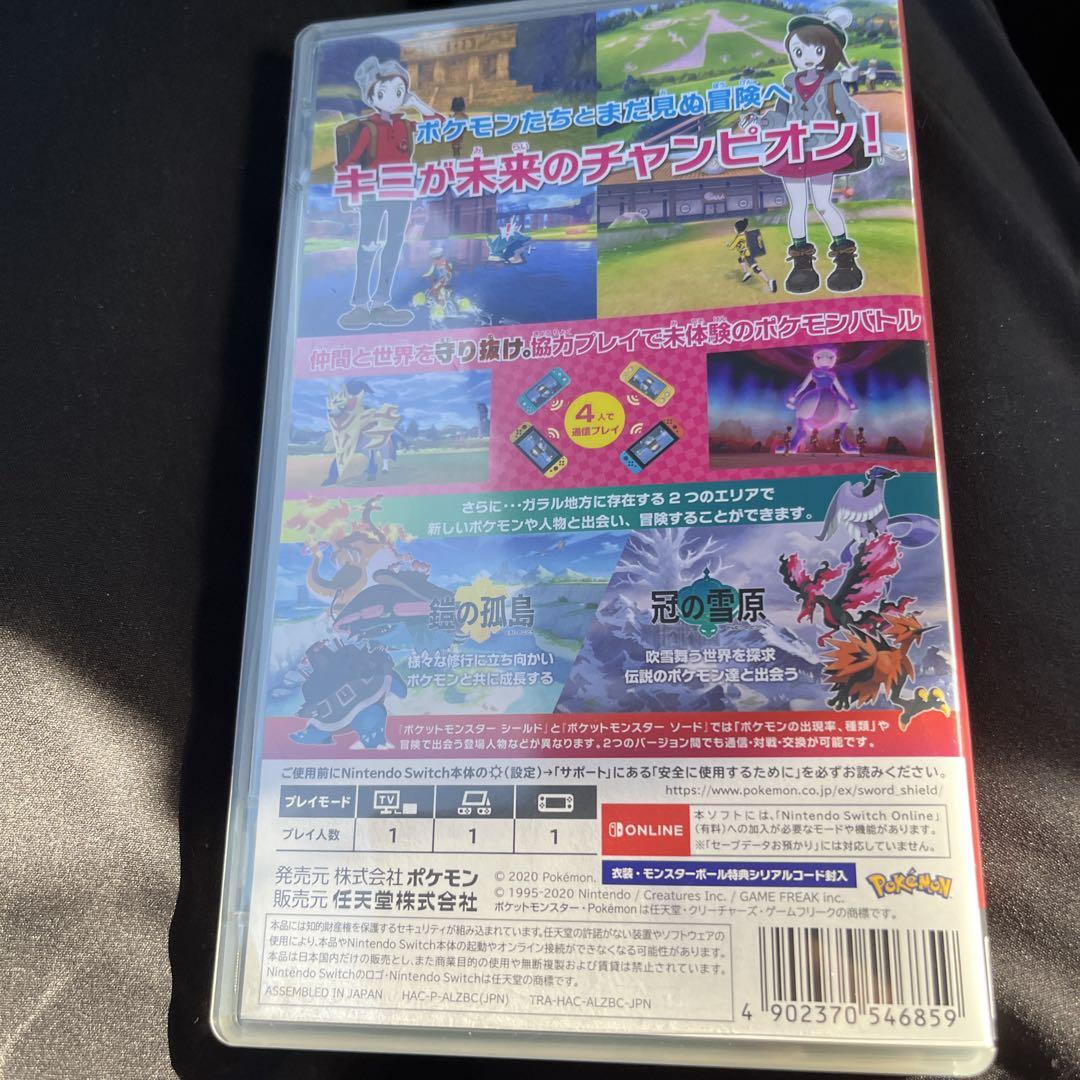 ポケモンたちとまだ見ぬ冒険へ
キミが未来のチャンピオン!
仲間と世界を守り抜け。協力プレイで未体験のポケモンバトル
4人で
通信プレイ
さらに・・・ガラル地方に存在する2つのエリアで
新しいポケモンや人物と出会い、冒険することができます。
鎧の孤島
様々な修行に立ち向かい
ポケモンと共に成長する
冠の雪原
吹雪舞う世界を探求
伝説のポケモン達と出会う
『ポケットモンスター シールド』と『ポケットモンスター ソード』では「ポケモンの出現率、種類」や
冒険で出会う登場人物などが異なります。2つのバージョン間でも通信・対戦・交換が可能です。
ご使用前にNintendo Switch本体の(設定)→「サポート」にある「安全に使用するために」を必ずお読みください。
https://www.pokemon.co.jp/ex/sword_shield/
プレイモード TV
プレイ人数 1 1 1
ONLINE
本ソフトには、「Nintendo Switch Online」
(有料)への加入が必要なモードや機能があります。
※「セーブデータお預かり」には対応していません。
発売元 株式会社ポケモン
販売元 任天堂株式会社
衣装・モンスターボール特典シリアルコード封入
© 2020 Pokémon.
© 1995-2020 Nintendo / Creatures Inc. / GAME FREAK inc.
ポケットモンスター・Pokémonは任天堂・クリーチャーズ・ゲームフリークの商標です。
POKéMON
本品には知的財産権を保護するセキュリティが組み込まれています。任天堂の許諾がない装置やソフトウェアの
使用により、本品やNintendo Switch本体の起動やオンライン接続ができなくなる可能性があります。
本品は日本国内だけの販売とし、また商業目的の使用や無断複製および賃貸は禁止されています。
Nintendo Switchのロゴ・Nintendo Switchは任天堂の商標です。
ASSEMBLED IN JAPAN HAC-P-ALZBC(JPN) TRA-HAC-ALZBC-JPN
4 902370 546859